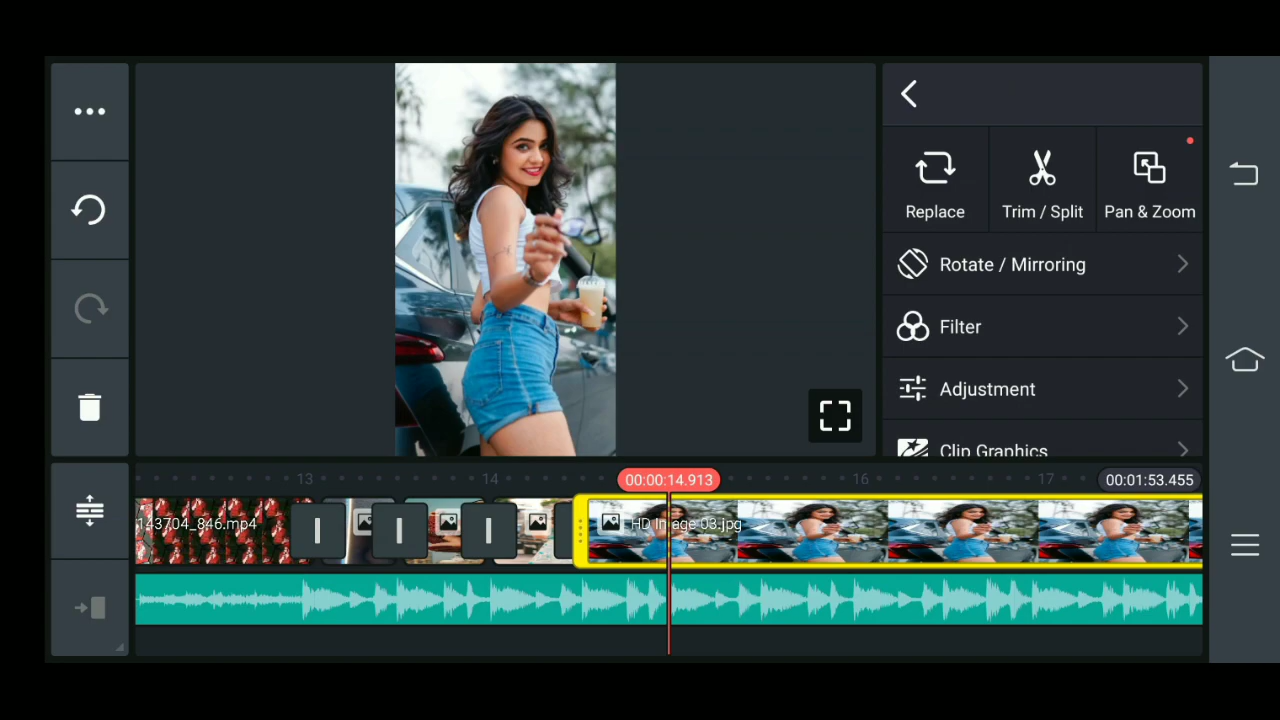 Replace
Trim / Split
Pan & Zoom
Rotate / Mirroring
Filter
Adjustment
Clip Graphics
13
14
00:00:14.913
16
17
00:01:53.455
143704_846.mp4
HD Image 03.jpg